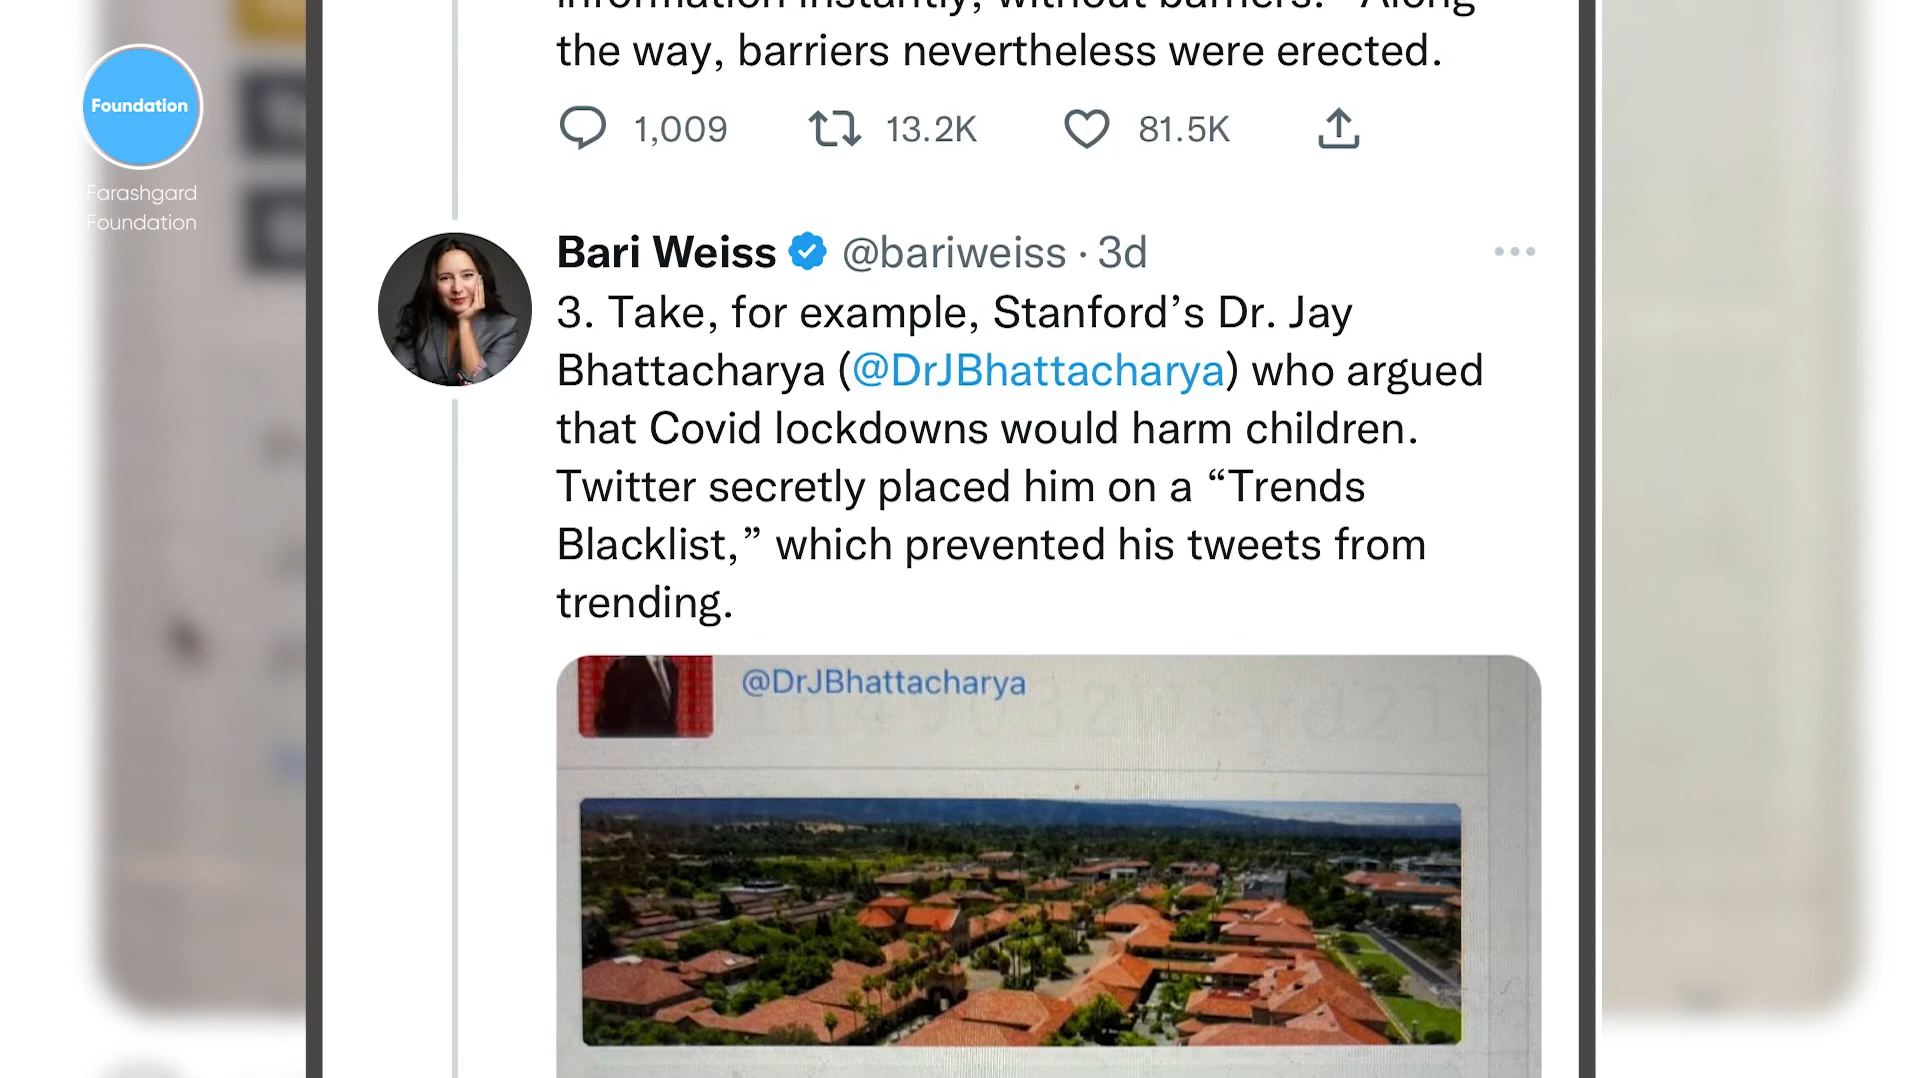 information instantly, without barriers." Along
the way, barriers nevertheless were erected.
1,009 13.2K 81.5K
Foundation
Farashgard
Foundation
Bari Weiss @bariweiss · 3d
3. Take, for example, Stanford’s Dr. Jay
Bhattacharya (@DrJBhattacharya) who argued
that Covid lockdowns would harm children.
Twitter secretly placed him on a “Trends
Blacklist,” which prevented his tweets from
trending.
@DrJBhattacharya